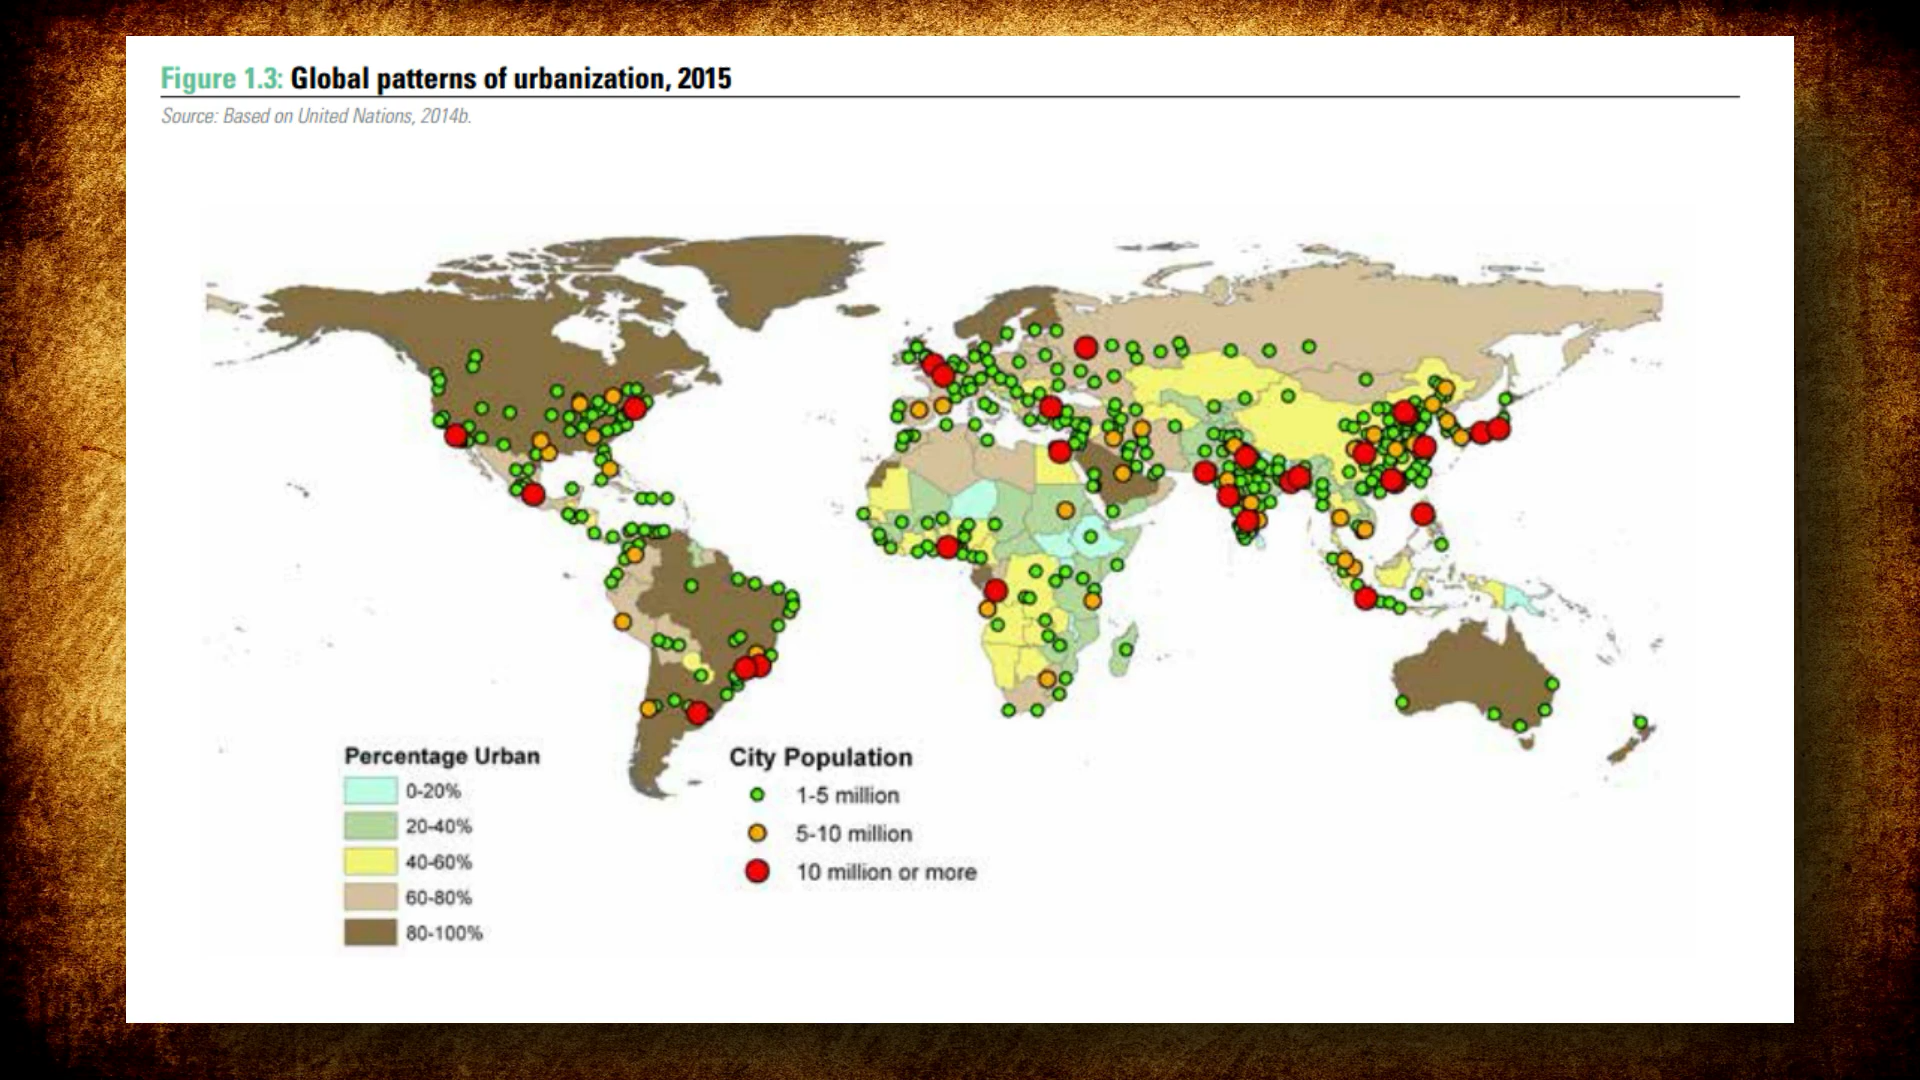 Figure 1.3: Global patterns of urbanization, 2015
Source: Based on United Nations, 2014b.
Percentage Urban
0-20%
20-40%
40-60%
60-80%
80-100%
City Population
1-5 million
5-10 million
10 million or more